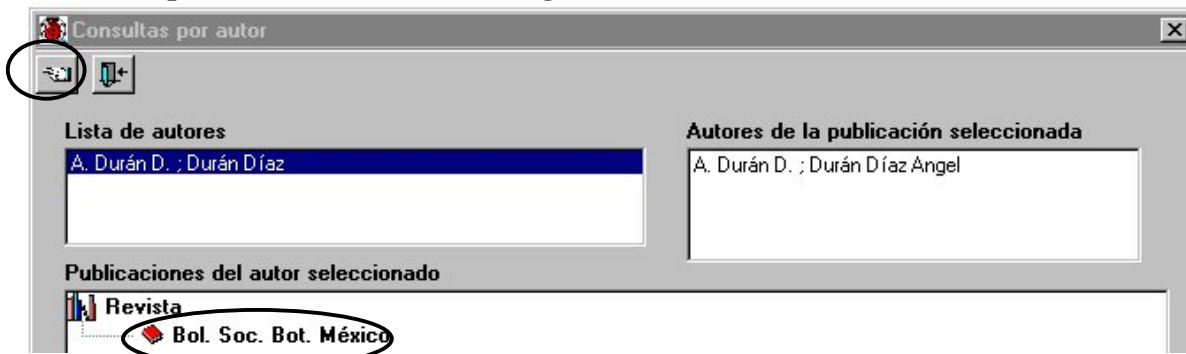 Consultas por autor
Lista de autores
A. Durán D. ; Durán Díaz
Autores de la publicación seleccionada
A. Durán D. ; Durán Díaz Angel
Publicaciones del autor seleccionado
Revista
Bol. Soc. Bot. México